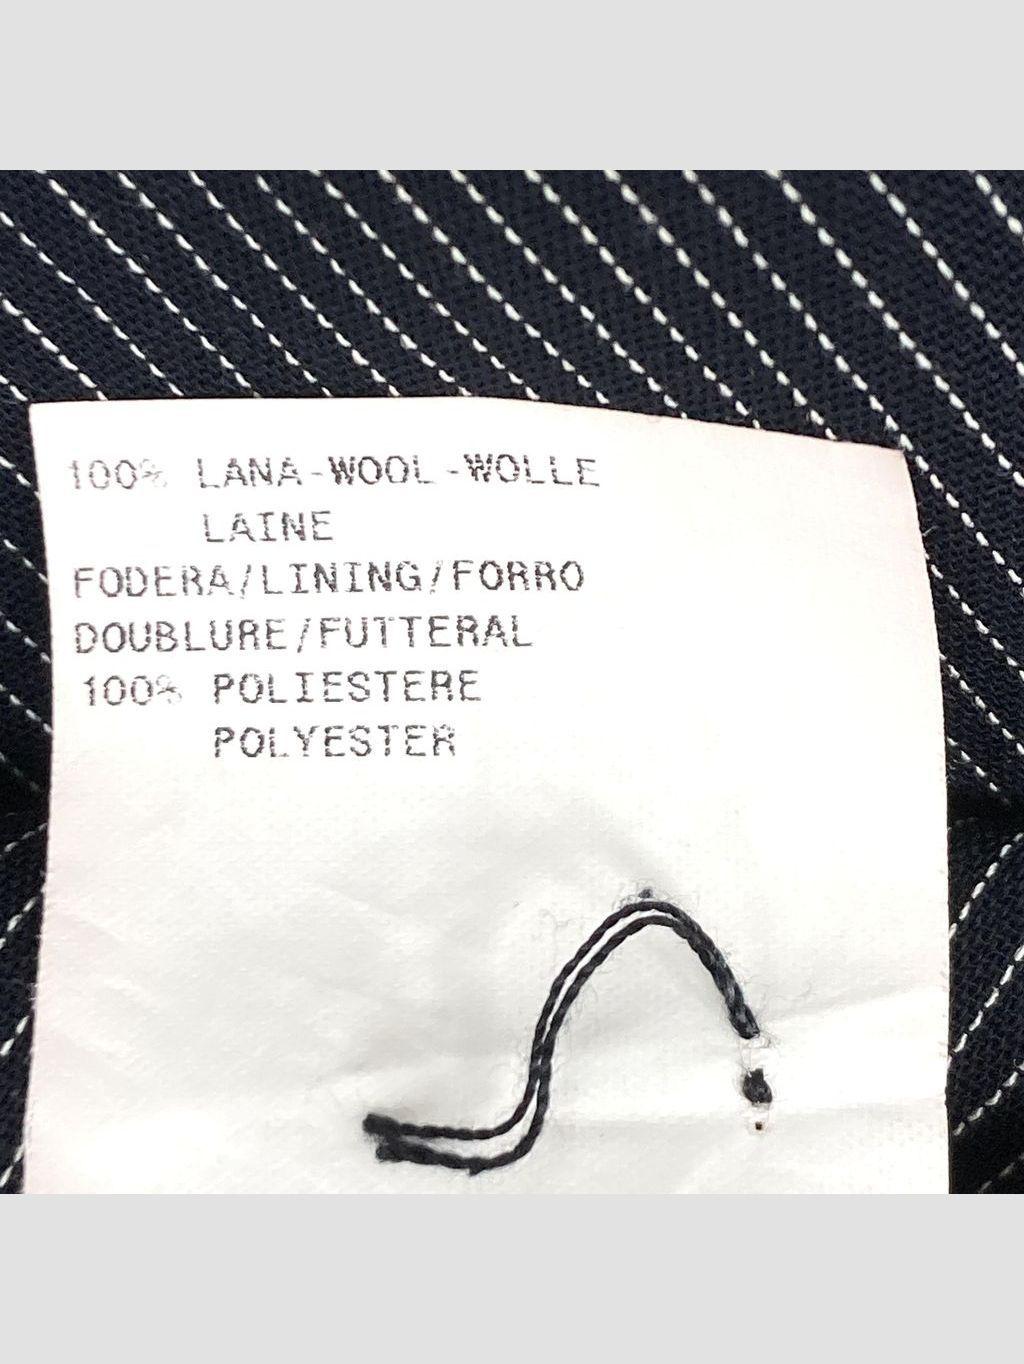 100% LANA-WOOL-WOLLE
LAINE
FODERA/LINING/FORRO
DOUBLURE/FUTTERAL
100% POLIESTERE
POLYESTER